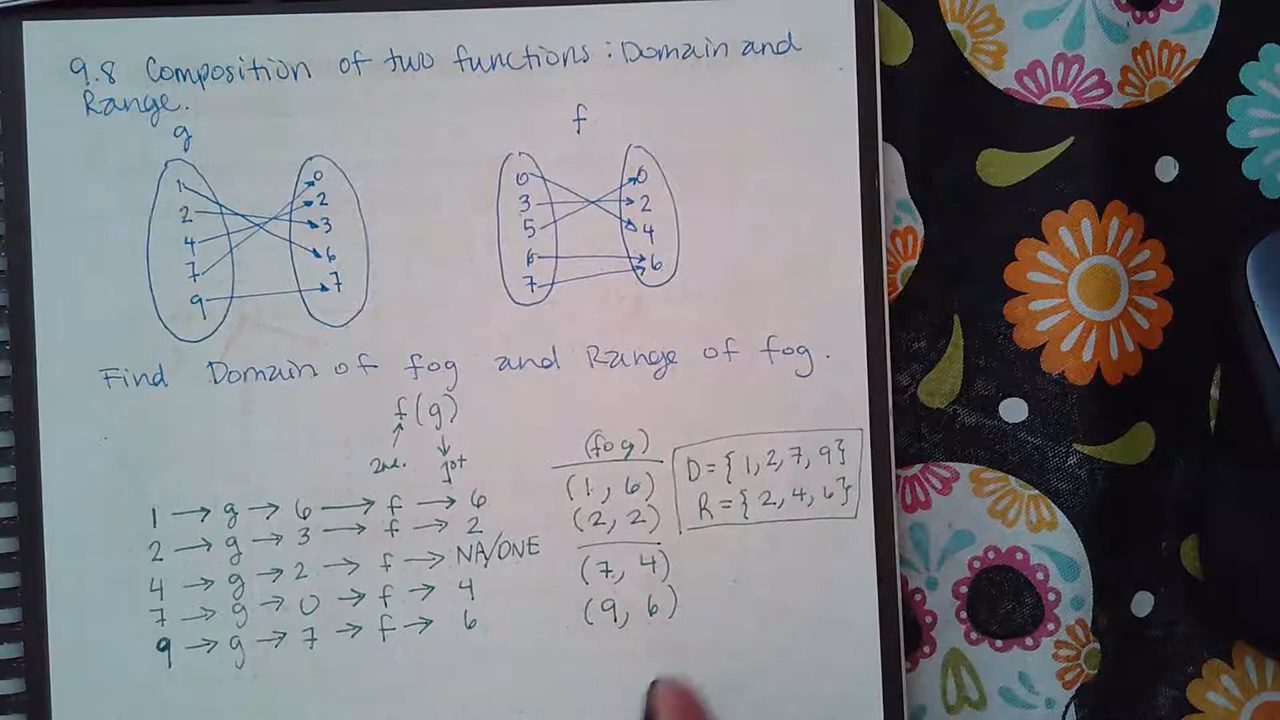 9.8 Composition of two functions : Domain and
Range.
g
f
1
2
4
7
9
0
2
3
6
7
0
3
5
6
7
0
2
4
6
Find Domain of fog and Range of fog.
f(g)
2nd. 1st
1 → g → 6 → f → 6
2 → g → 3 → f → 2
4 → g → 2 → f → NA/DNE
7 → g → 0 → f → 4
9 → g → 7 → f → 6
(fog)
(1, 6)
(2, 2)
(7, 4)
(9, 6)
D = {1, 2, 7, 9}
R = {2, 4, 6}